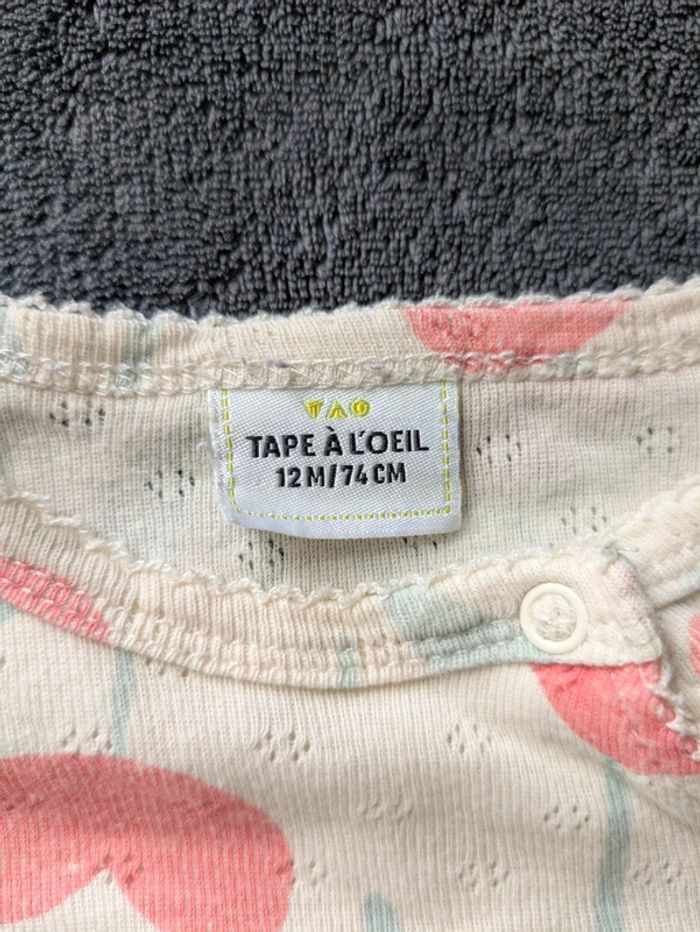 TAO
TAPE À L'OEIL
12 M / 74 CM